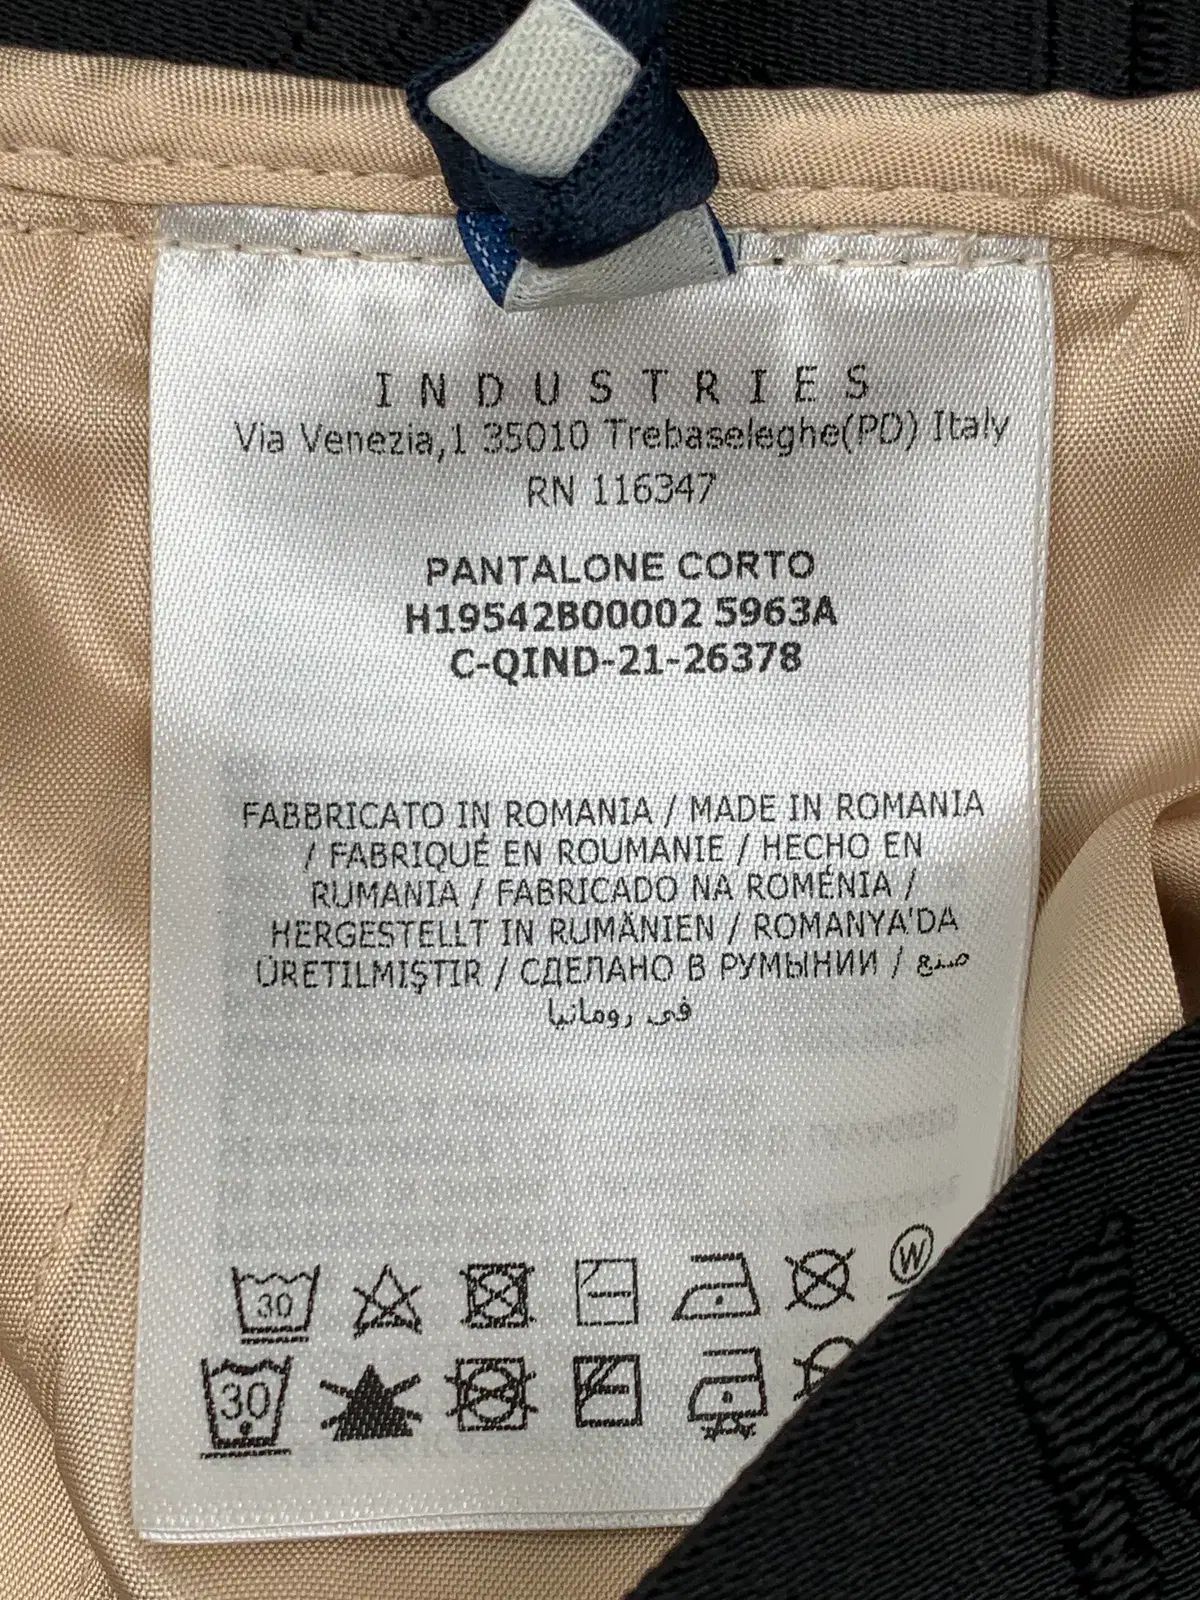 INDUSTRIES
Via Venezia,1 35010 Trebaseleghe(PD) Italy
RN 116347
PANTALONE CORTO
H19542B00002 5963A
C-QIND-21-26378
FABBRICATO IN ROMANIA / MADE IN ROMANIA
/ FABRIQUÉ EN ROUMANIE / HECHO EN
RUMANIA / FABRICADO NA ROMÉNIA /
HERGESTELLT IN RUMÄNIEN / ROMANYA'DA
ÜRETILMIŞTIR / СДЕЛАНО В РУМЫНИИ / صنع
في رومانيا
30
W
30